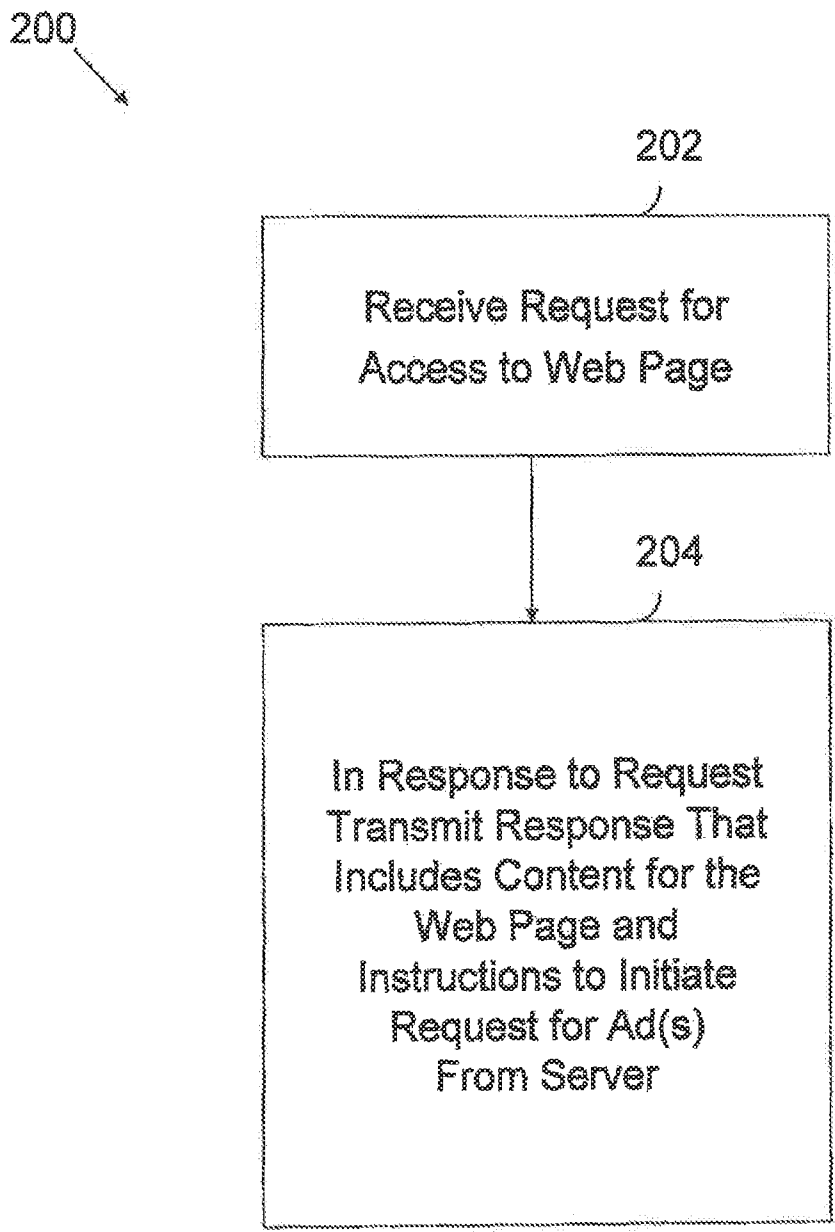 200
202
Receive Request for
Access to Web Page
204
In Response to Request
Transmit Response That
Includes Content for the
Web Page and
Instructions to Initiate
Request for Ad(s)
From Server